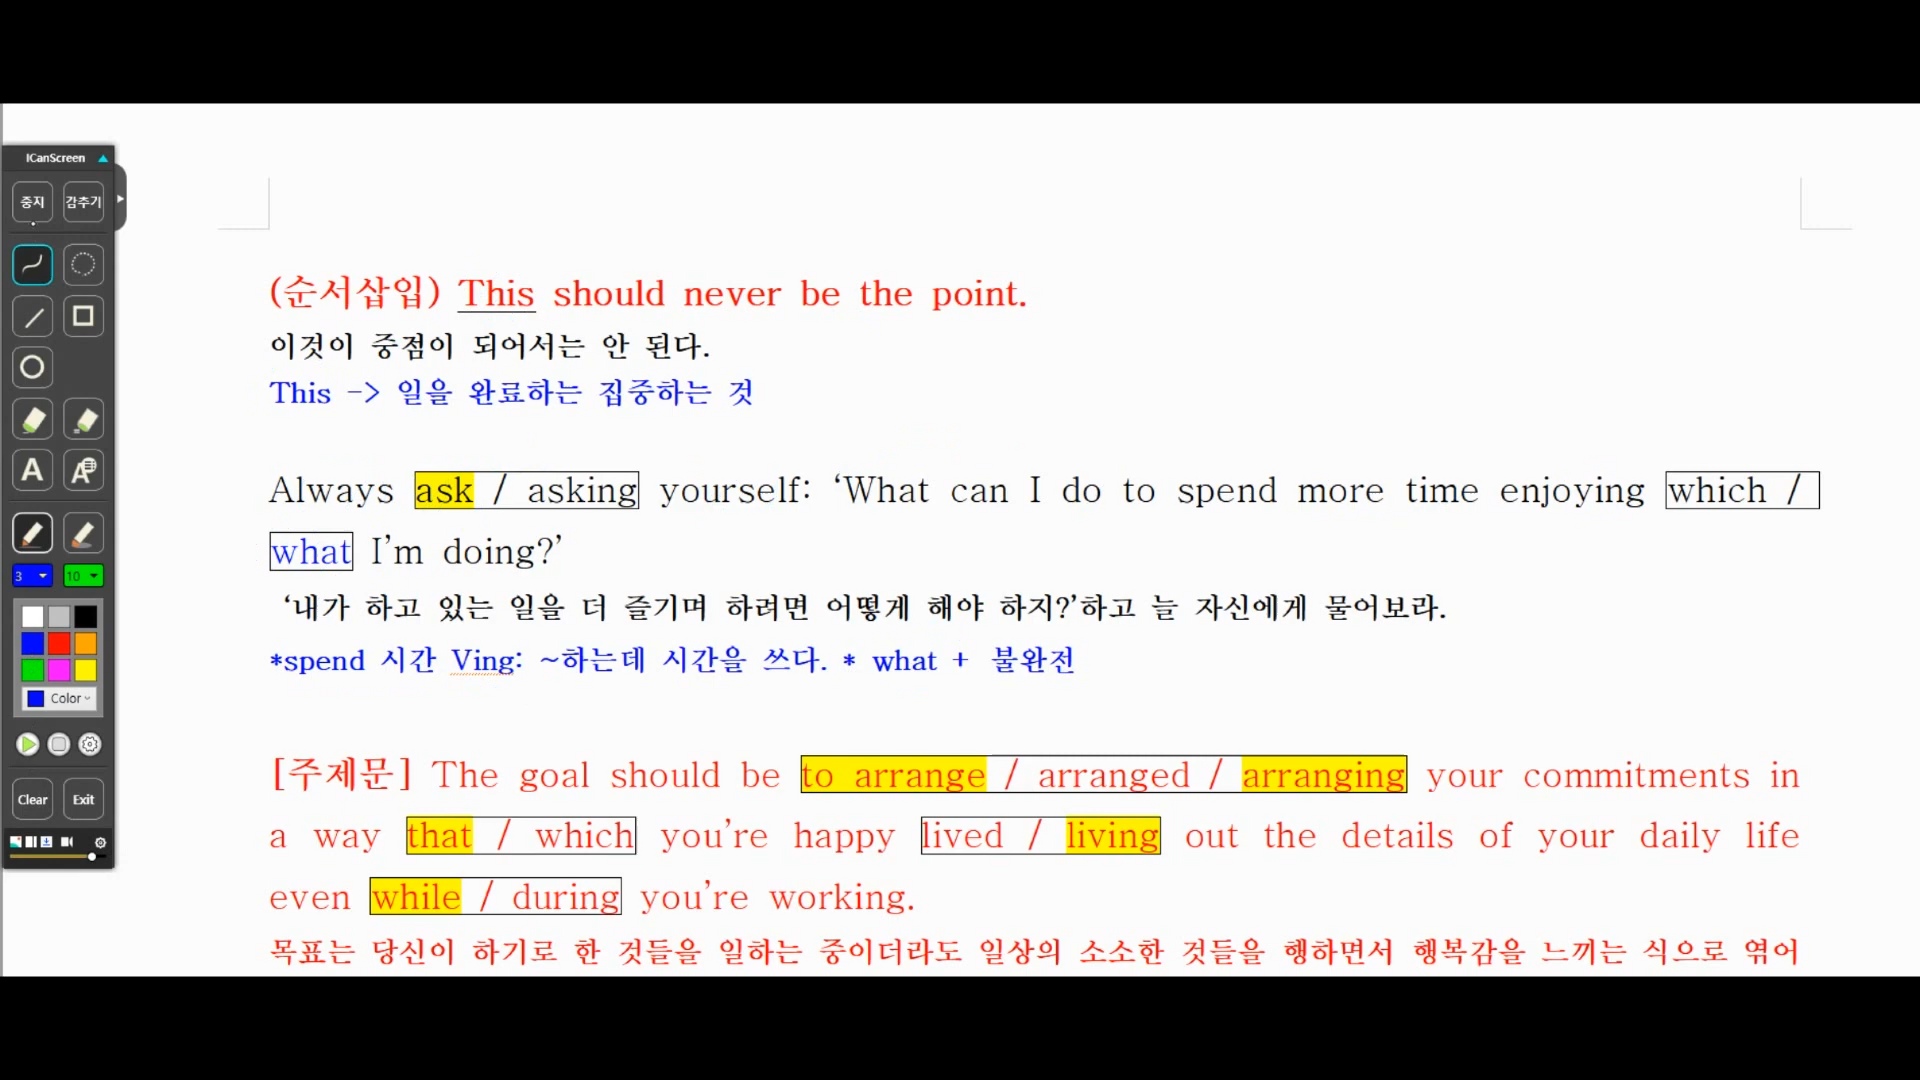 ICanScreen
중지 감추기
A A
3 10
Color
Clear Exit
(순서삽입) This should never be the point.
이것이 중점이 되어서는 안 된다.
This -> 일을 완료하는 집중하는 것
Always ask / asking yourself: ‘What can I do to spend more time enjoying which /
what I’m doing?’
‘내가 하고 있는 일을 더 즐기며 하려면 어떻게 해야 하지?’하고 늘 자신에게 물어보라.
*spend 시간 Ving: ~하는데 시간을 쓰다. * what + 불완전
[주제문] The goal should be to arrange / arranged / arranging your commitments in
a way that / which you’re happy lived / living out the details of your daily life
even while / during you’re working.
목표는 당신이 하기로 한 것들을 일하는 중이더라도 일상의 소소한 것들을 행하면서 행복감을 느끼는 식으로 엮어